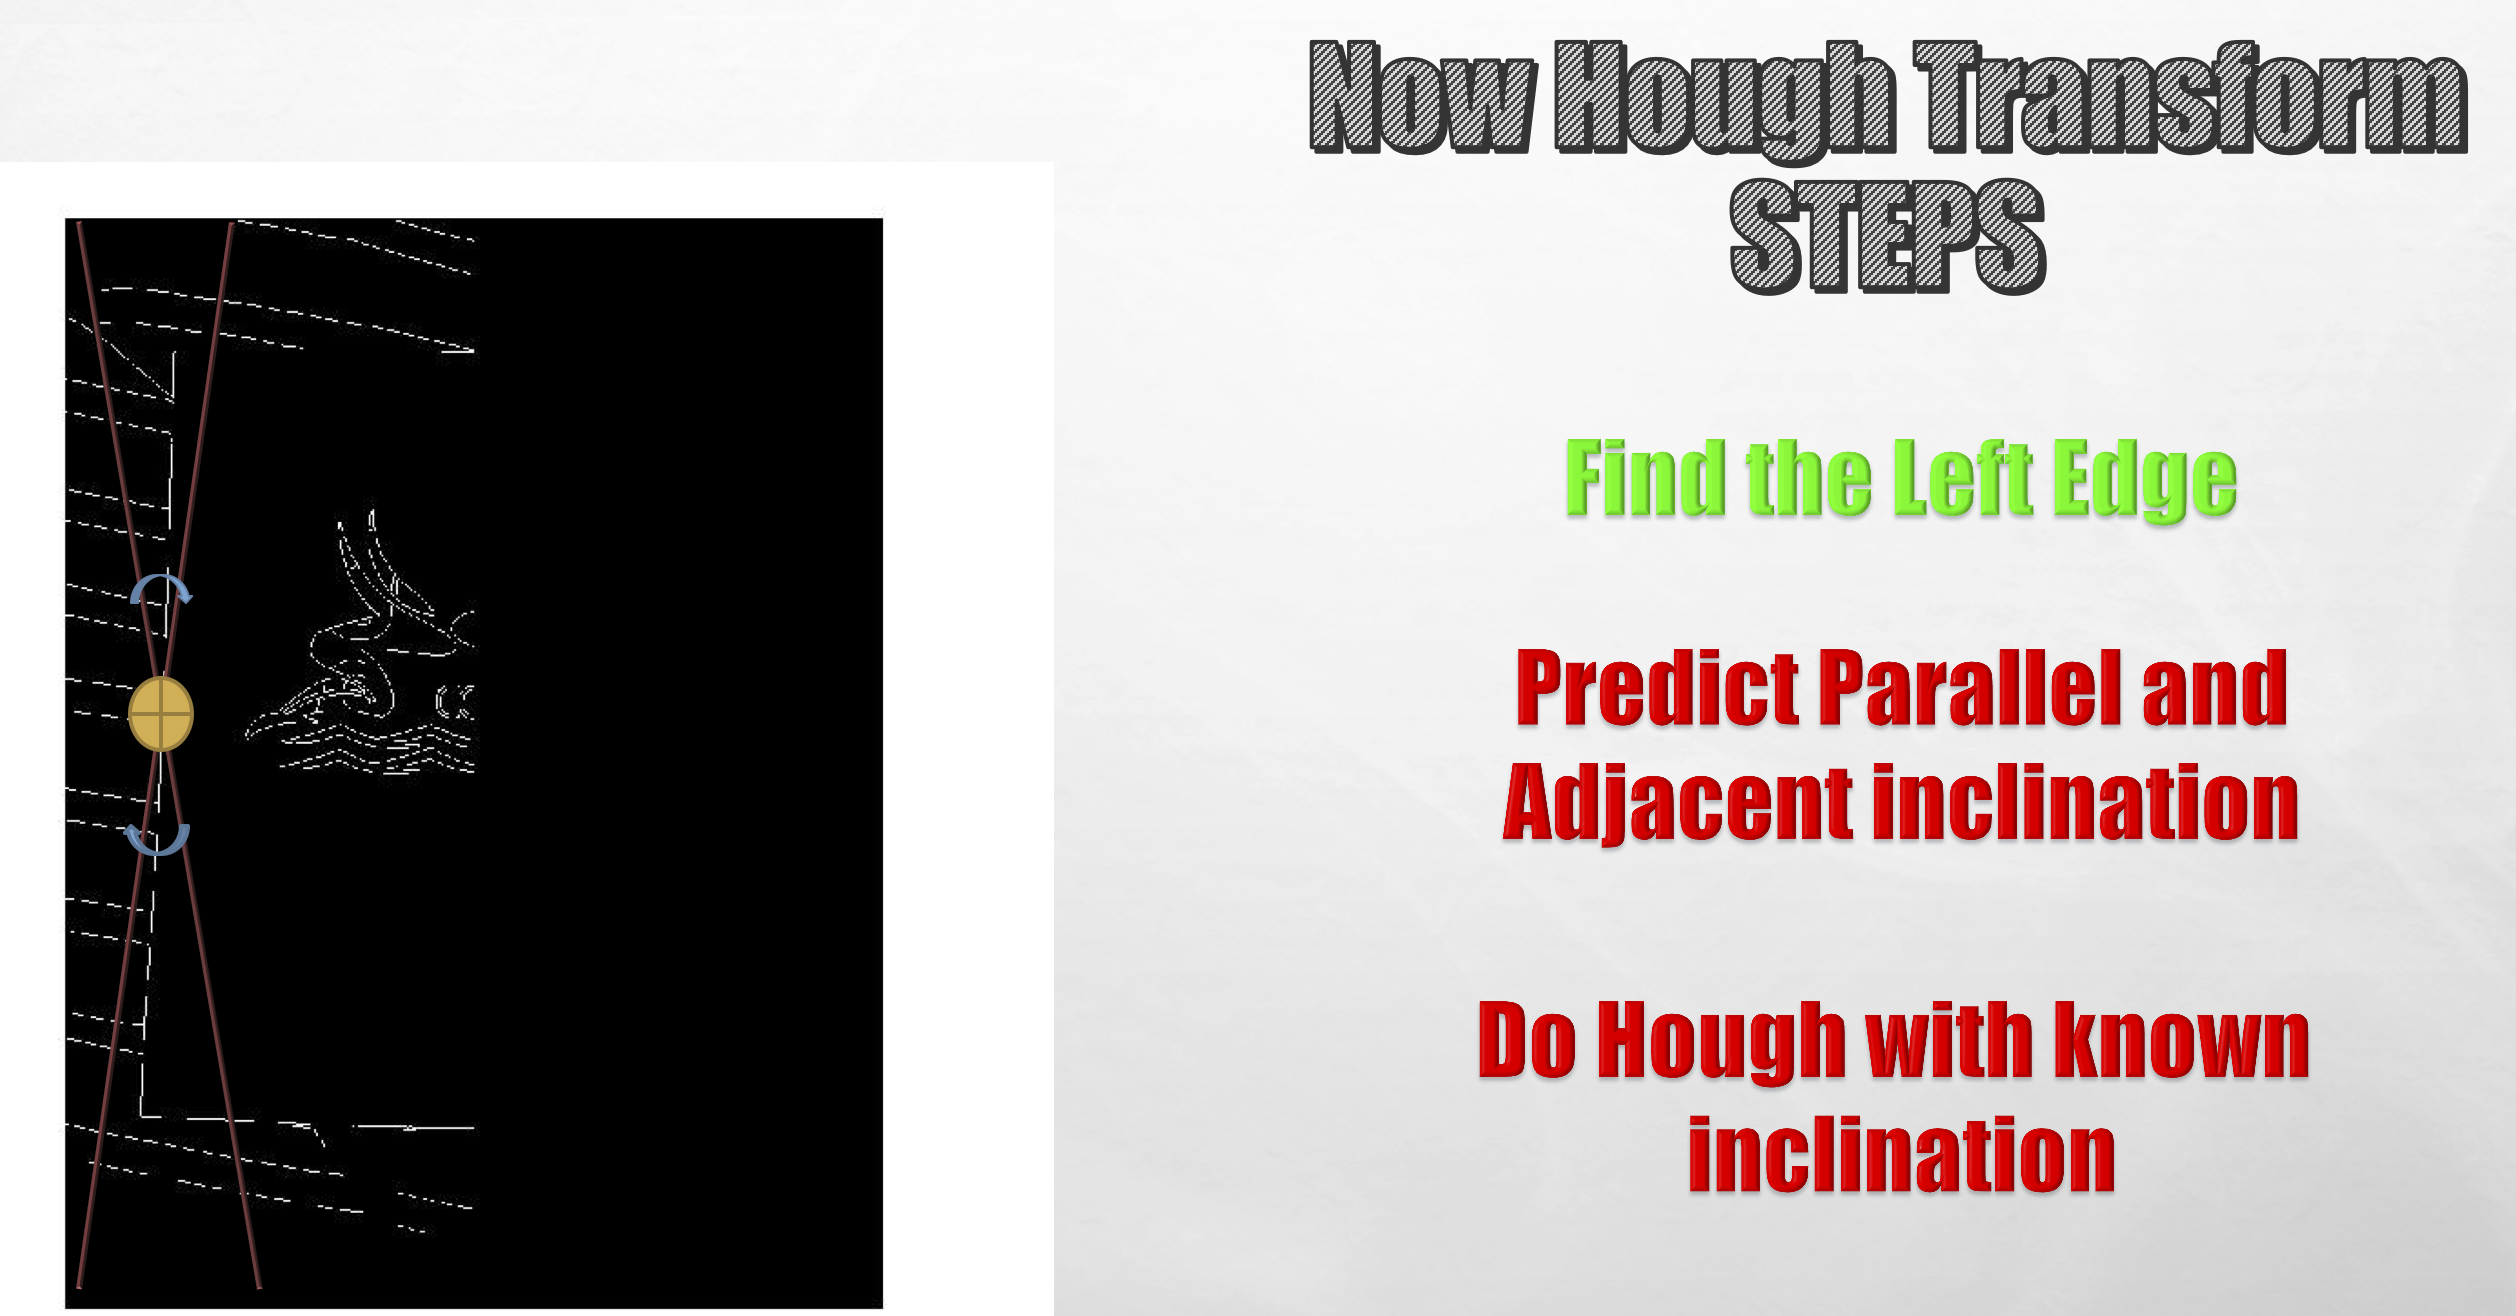 Now Hough Transform
STEPS
Find the Left Edge
Predict Parallel and
Adjacent inclination
Do Hough with known
inclination